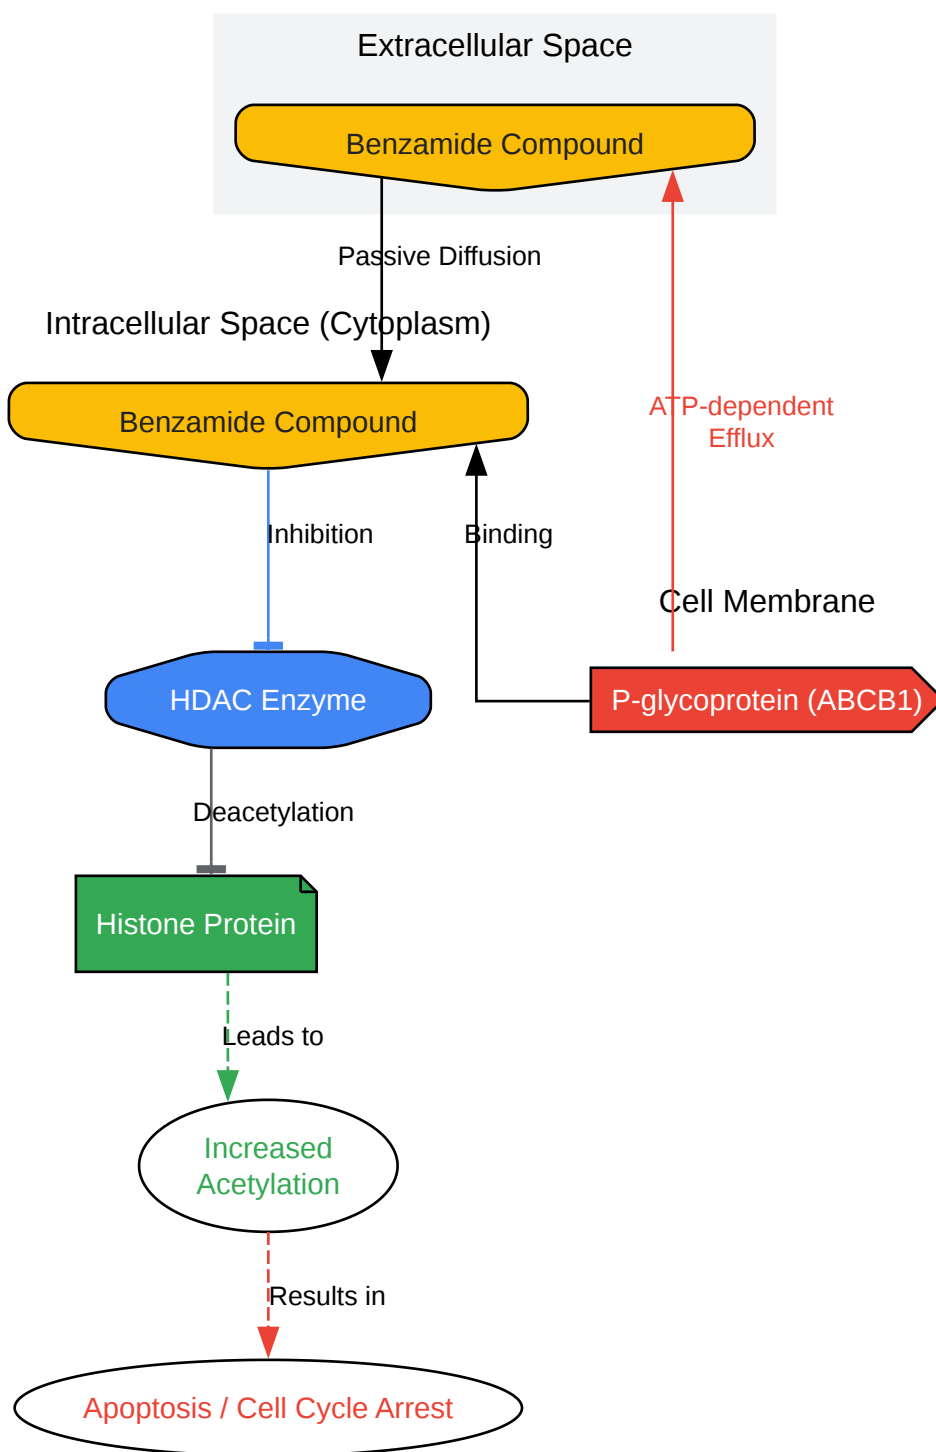 Extracellular Space
Benzamide Compound
Passive Diffusion
Intracellular Space (Cytoplasm)
Benzamide Compound
ATP-dependent
Efflux
Inhibition
Binding
Cell Membrane
HDAC Enzyme
P-glycoprotein (ABCB1)
Deacetylation
Histone Protein
Leads to
Increased
Acetylation
Results in
Apoptosis / Cell Cycle Arrest